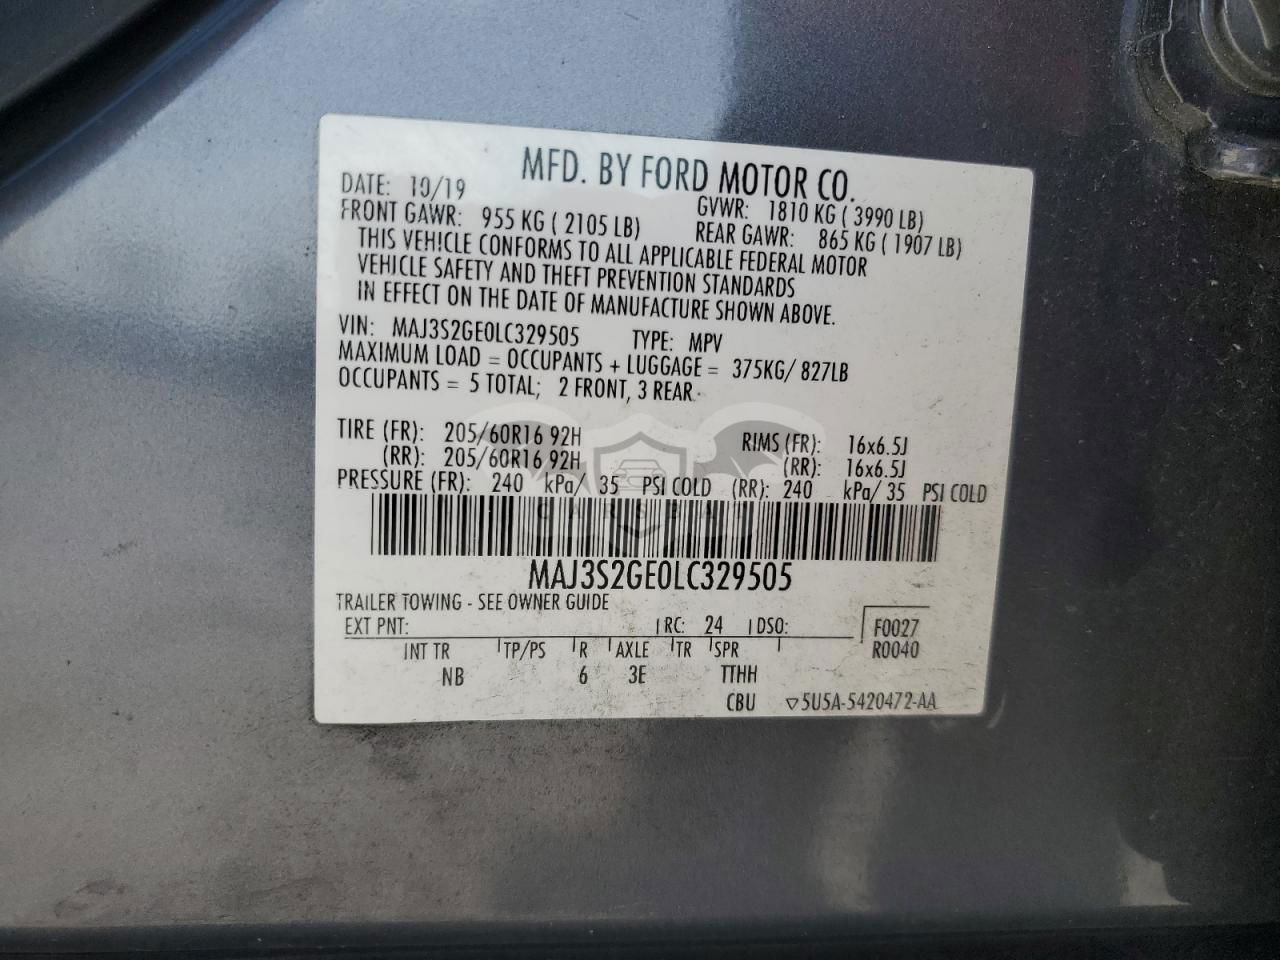 MFD. BY FORD MOTOR CO.
DATE: 10/19 GVWR: 1810 KG ( 3990 LB)
FRONT GAWR: 955 KG ( 2105 LB) REAR GAWR: 865 KG ( 1907 LB)
THIS VEHICLE CONFORMS TO ALL APPLICABLE FEDERAL MOTOR
VEHICLE SAFETY AND THEFT PREVENTION STANDARDS
IN EFFECT ON THE DATE OF MANUFACTURE SHOWN ABOVE.
VIN: MAJ3S2GE0LC329505 TYPE: MPV
MAXIMUM LOAD = OCCUPANTS + LUGGAGE = 375KG/ 827LB
OCCUPANTS = 5 TOTAL; 2 FRONT, 3 REAR
TIRE (FR): 205/60R16 92H RIMS (FR): 16x6.5J
(RR): 205/60R16 92H (RR): 16x6.5J
PRESSURE (FR): 240 kPa/ 35 PSI COLD (RR): 240 kPa/ 35 PSI COLD
MAJ3S2GE0LC329505
TRAILER TOWING - SEE OWNER GUIDE
EXT PNT: RC: 24 DSO: F0027
INT TR TP/PS R AXLE TR SPR R0040
NB 6 3E TTHH
CBU 5U5A-5420472-AA